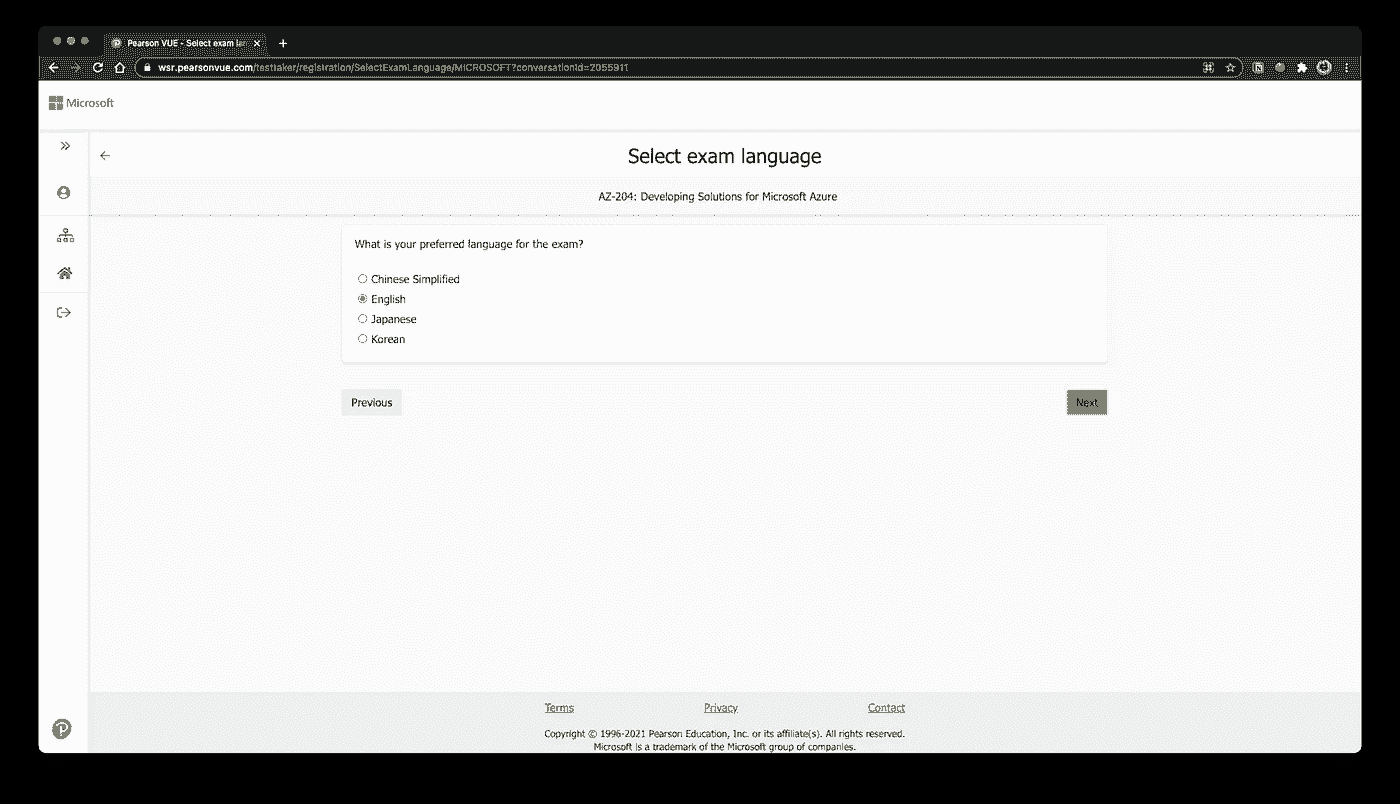 Pearson VUE - Select exam lan
wsr.pearsonvue.com/testtaker/registration/SelectExamLanguage/MICROSOFT?conversationId=2055911
Microsoft
Select exam language
AZ-204: Developing Solutions for Microsoft Azure
What is your preferred language for the exam?
Chinese Simplified
English
Japanese
Korean
Previous
Next
Terms
Privacy
Contact
Copyright © 1996-2021 Pearson Education, Inc. or its affiliate(s). All rights reserved.
Microsoft is a trademark of the Microsoft group of companies.